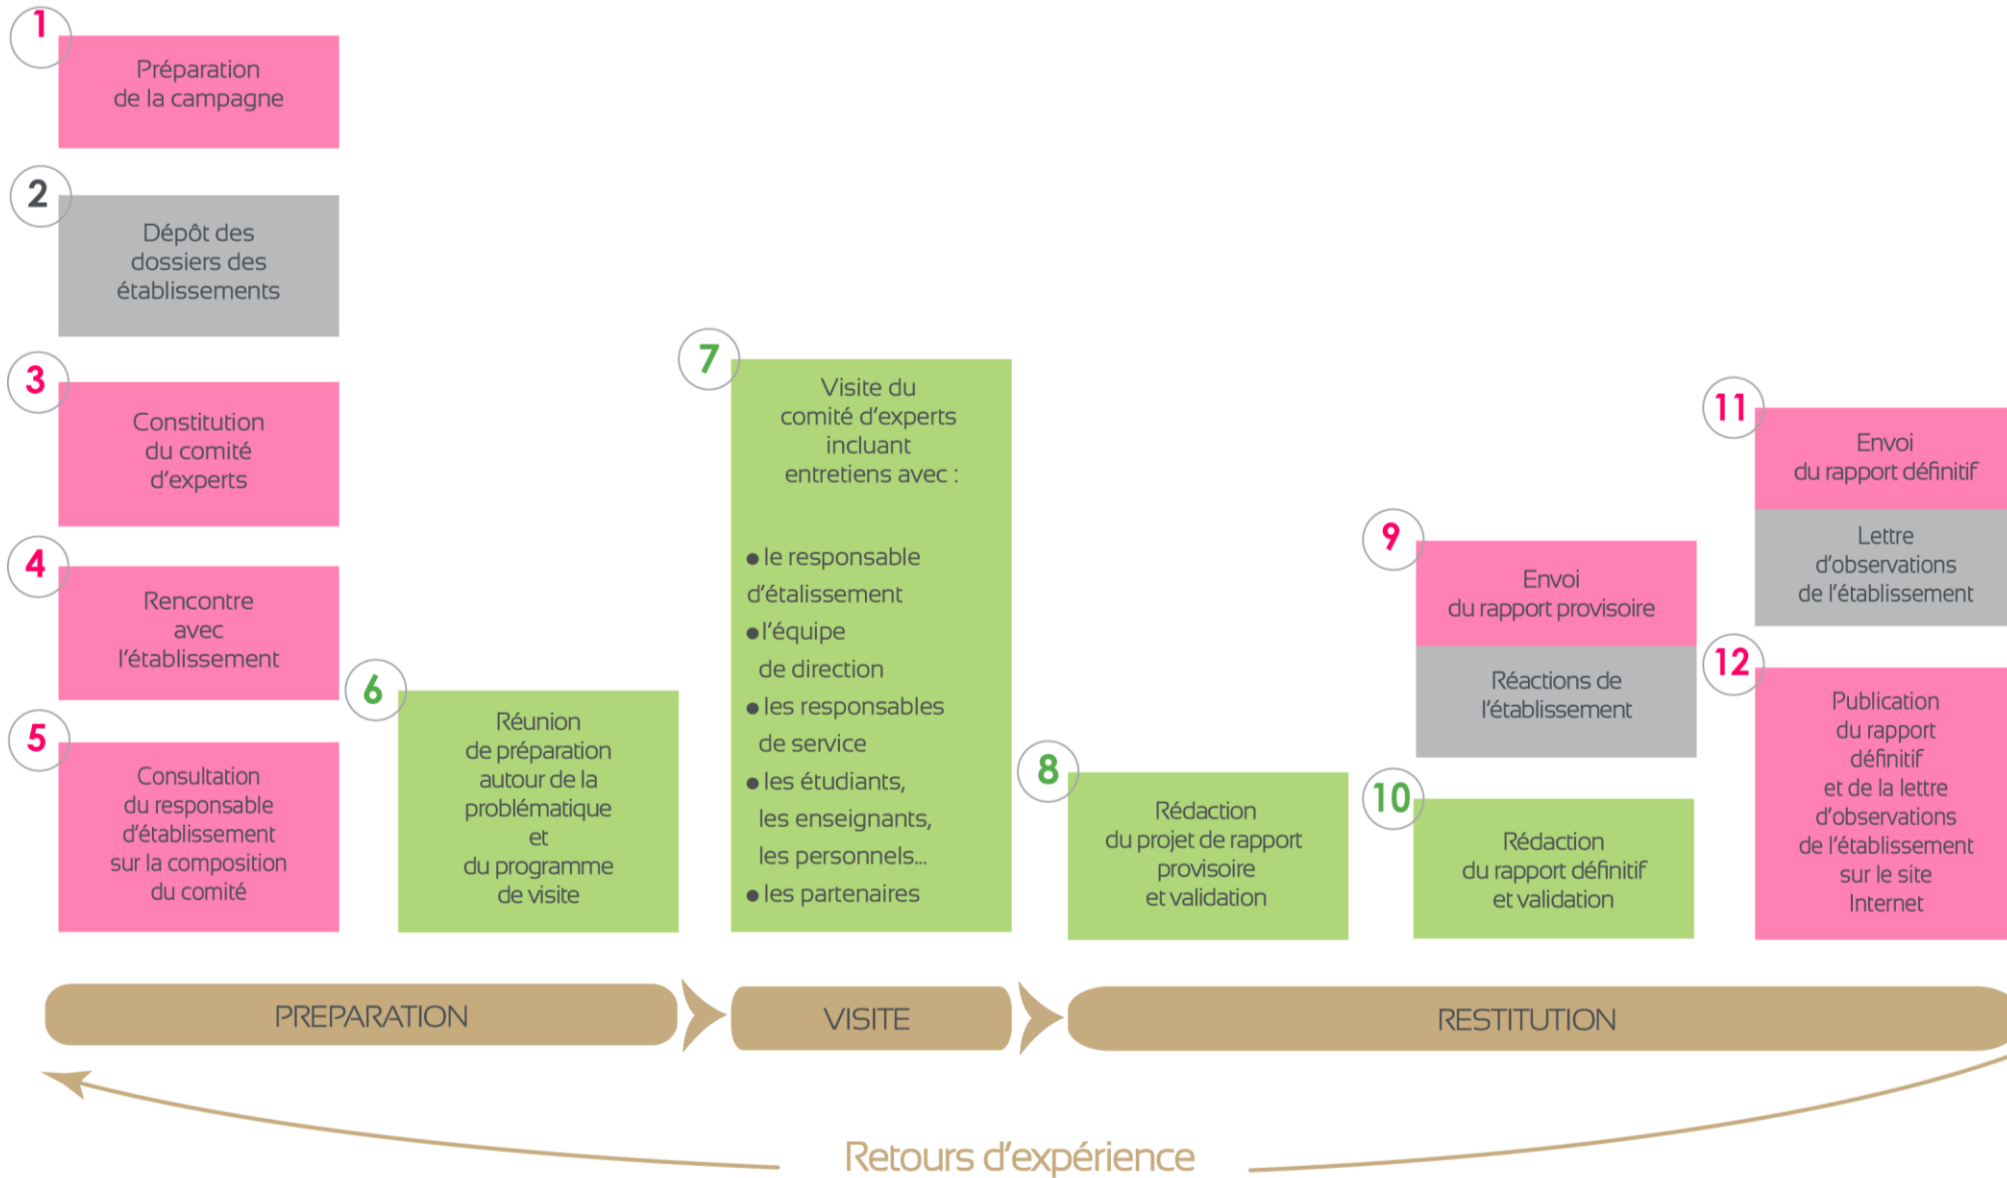 1
Préparation
de la campagne
2
Dépôt des
dossiers des
établissements
3
Constitution
du comité
d'experts
4
Rencontre
avec
l'établissement
5
Consultation
du responsable
d'établissement
sur la composition
du comité
6
Réunion
de préparation
autour de la
problématique
et
du programme
de visite
7
Visite du
comité d'experts
incluant
entretiens avec :
● le responsable
d'étalissement
● l'équipe
de direction
● les responsables
de service
● les étudiants,
les enseignants,
les personnels...
● les partenaires
8
Rédaction
du projet de rapport
provisoire
et validation
9
Envoi
du rapport provisoire
Réactions de
l'établissement
10
Rédaction
du rapport définitif
et validation
11
Envoi
du rapport définitif
Lettre
d'observations
de l'établissement
12
Publication
du rapport
définitif
et de la lettre
d'observations
de l'établissement
sur le site
Internet
PREPARATION
VISITE
RESTITUTION
Retours d'expérience